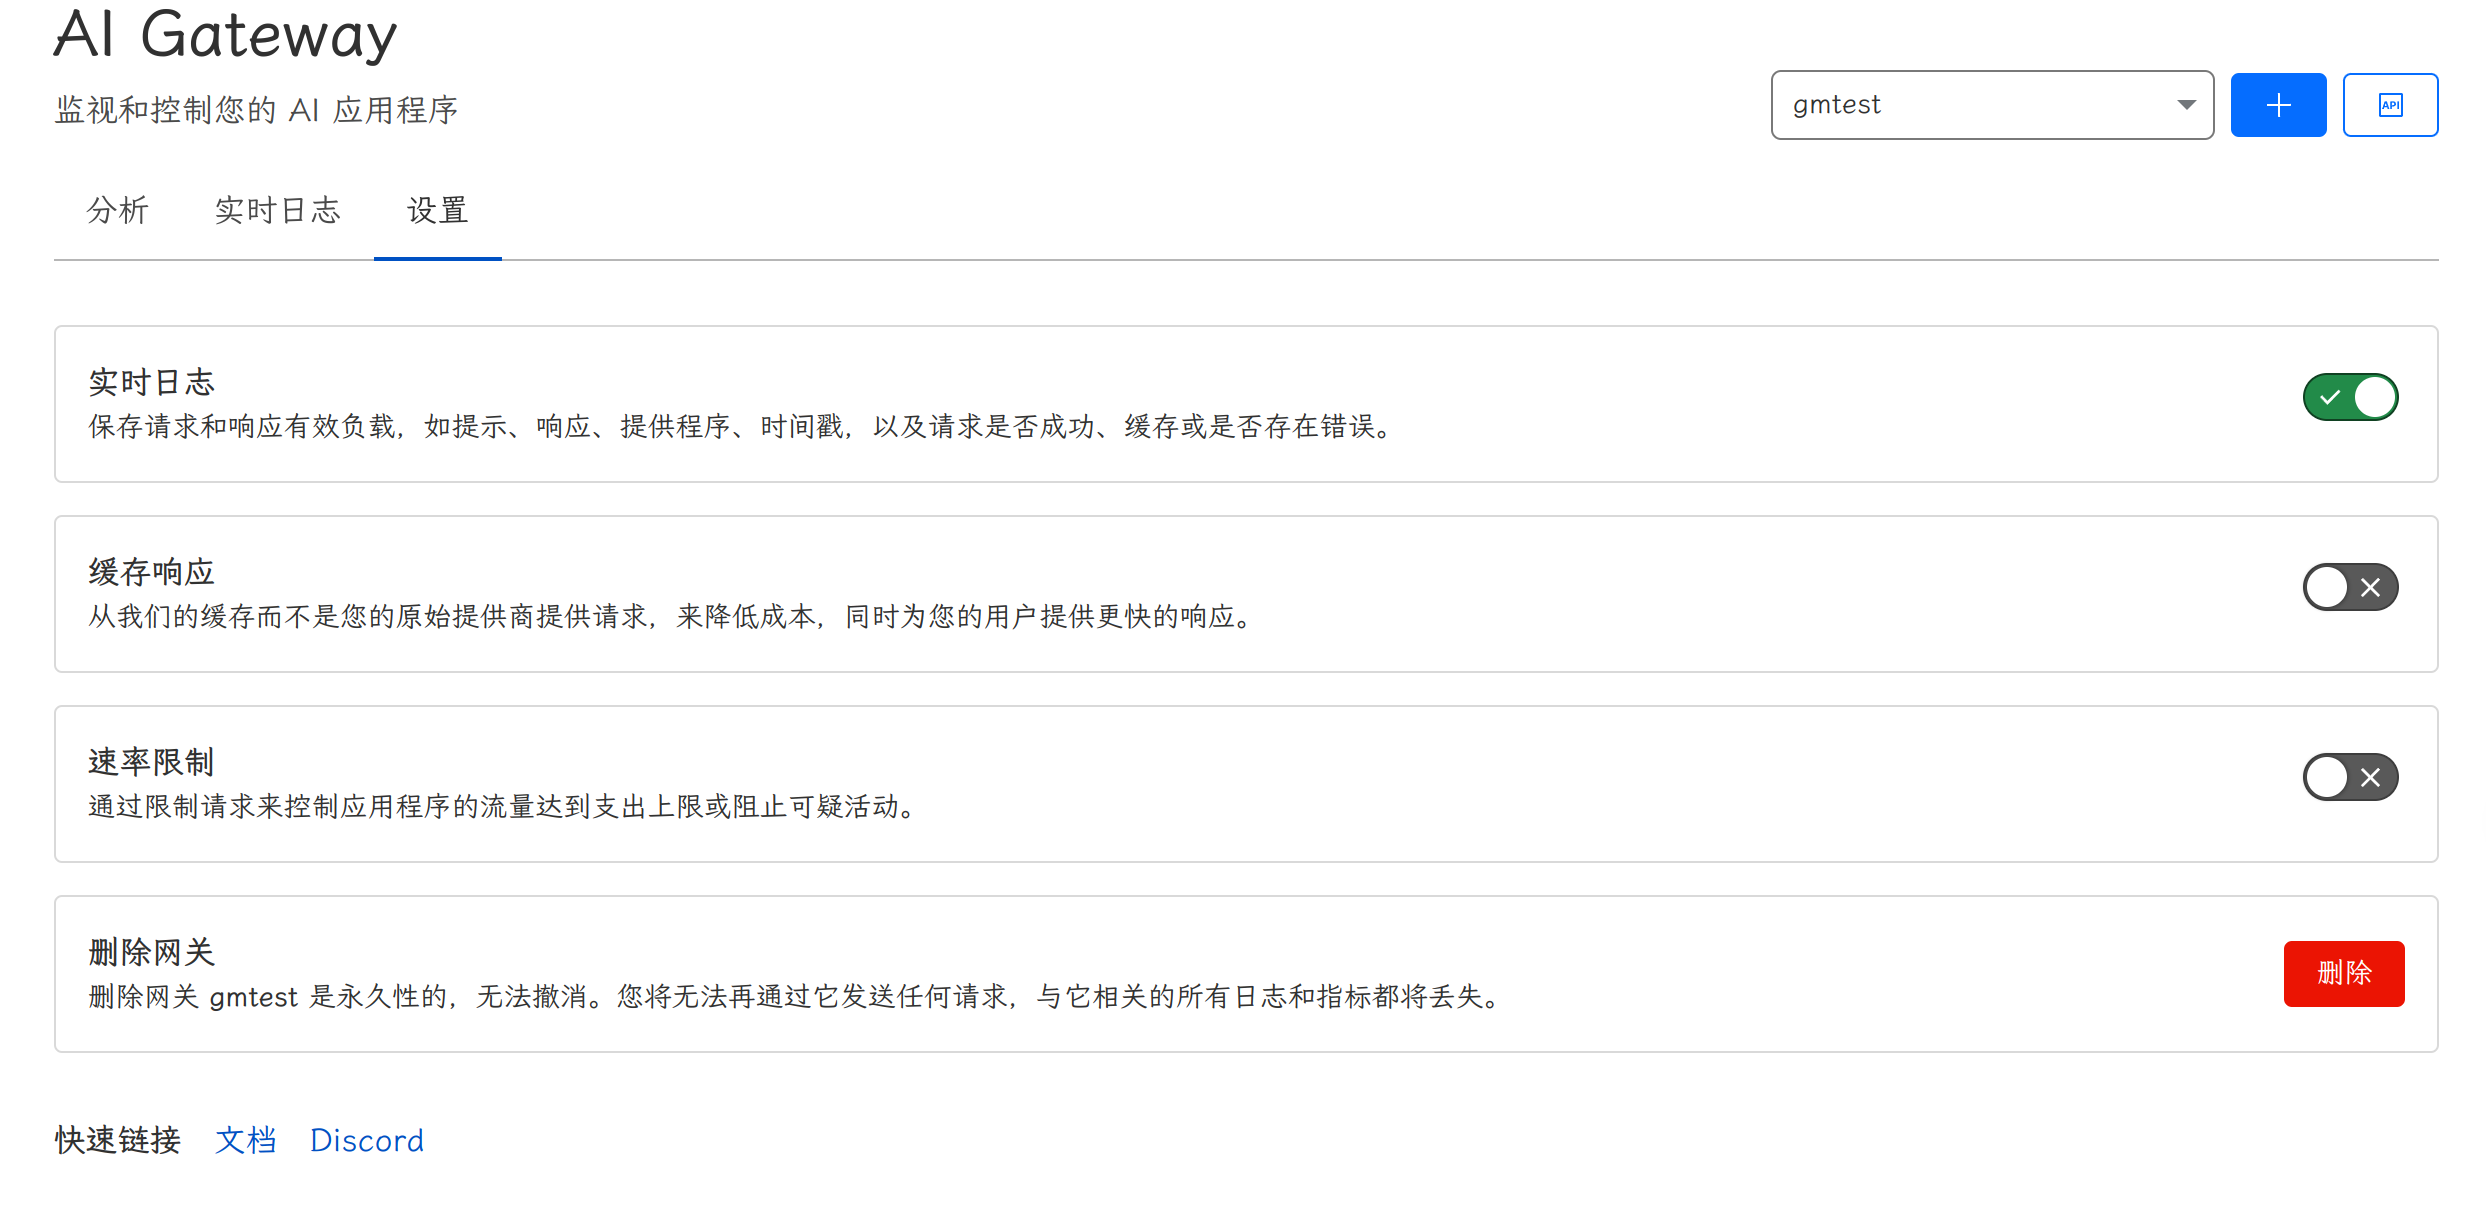 AI Gateway
监视和控制您的 AI 应用程序
gmtest
API
分析 实时日志 设置
实时日志
保存请求和响应有效负载，如提示、响应、提供程序、时间戳，以及请求是否成功、缓存或是否存在错误。
缓存响应
从我们的缓存而不是您的原始提供商提供请求，来降低成本，同时为您的用户提供更快的响应。
速率限制
通过限制请求来控制应用程序的流量达到支出上限或阻止可疑活动。
删除网关
删除网关 gmtest 是永久性的，无法撤消。您将无法再通过它发送任何请求，与它相关的所有日志和指标都将丢失。
删除
快速链接 文档 Discord